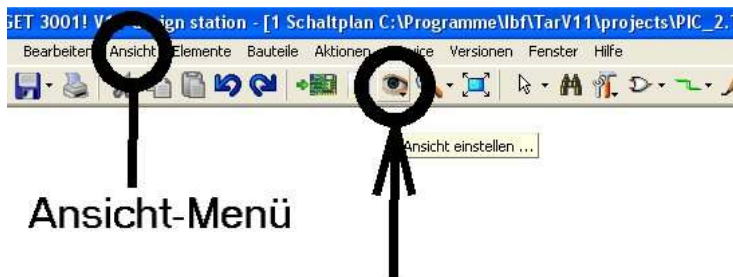 GET 3001! design station - [1 Schaltplan C:\Programme\Ibf\TarV11\projects\PIC_2.
Bearbeiten Ansicht Elemente Bauteile Aktionen Versionen Fenster Hilfe
Ansicht einstellen ...
Ansicht-Menü